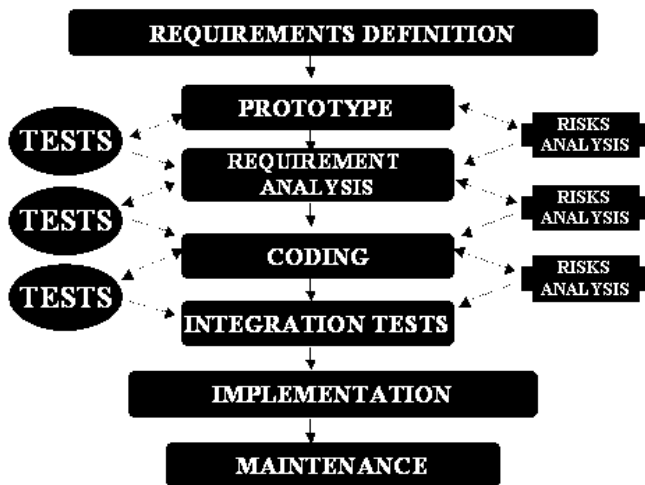 REQUIREMENTS DEFINITION
PROTOTYPE
TESTS
RISKS
ANALYSIS
REQUIREMENT
ANALYSIS
TESTS
RISKS
ANALYSIS
CODING
TESTS
RISKS
ANALYSIS
INTEGRATION TESTS
IMPLEMENTATION
MAINTENANCE